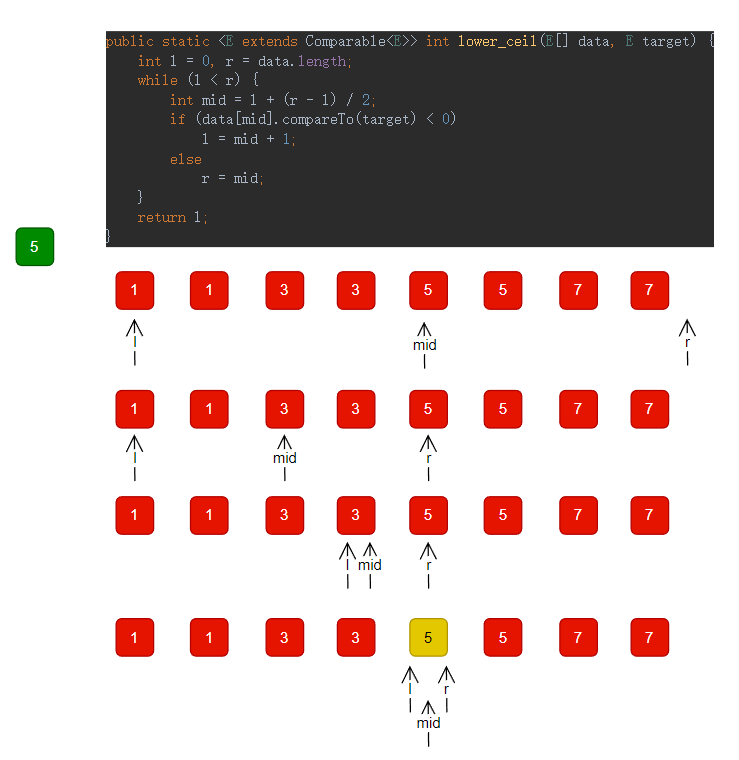 public static <E extends Comparable<E>> int lower_ceil(E[] data, E target) {
int l = 0, r = data.length;
while (l < r) {
int mid = l + (r - l) / 2;
if (data[mid].compareTo(target) < 0)
l = mid + 1;
else
r = mid;
}
return l;
}
5
1 1 3 3 5 5 7 7
l mid r
1 1 3 3 5 5 7 7
l mid r
1 1 3 3 5 5 7 7
l mid r
1 1 3 3 5 5 7 7
l r
mid